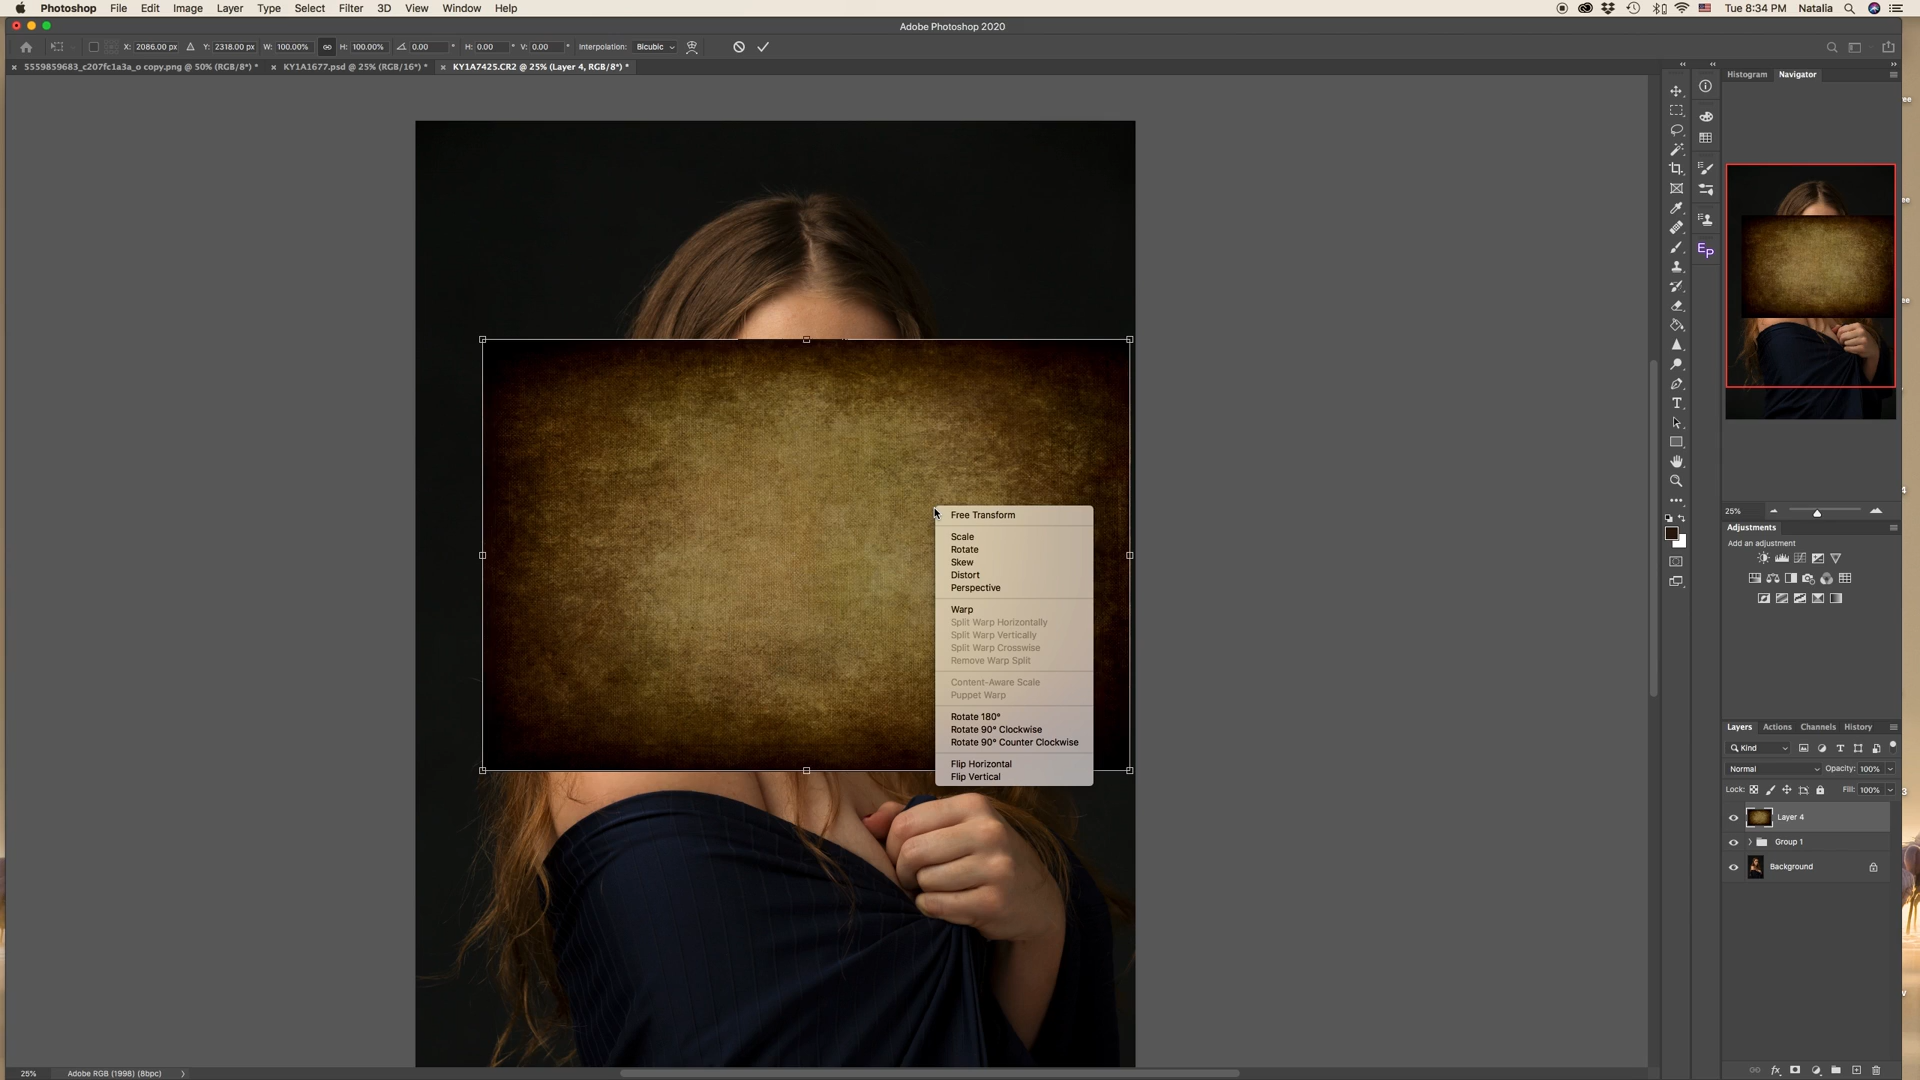 Photoshop File Edit Image Layer Type Select Filter 3D View Window Help Tue 8:34 PM Natalia
Adobe Photoshop 2020
X: 2086.00 px Y: 2318.00 px W: 100.00% H: 100.00% 0.00 ° H: 0.00 ° V: 0.00 ° Interpolation: Bicubic
5559859683_c207fc1a3a_o copy.png @ 50% (RGB/8*) * KY1A1677.psd @ 25% (RGB/16*) * KY1A7425.CR2 @ 25% (Layer 4, RGB/8*) *
Histogram Navigator
EP
25%
Adjustments
Add an adjustment
Free Transform
Scale
Rotate
Skew
Distort
Perspective
Warp
Split Warp Horizontally
Split Warp Vertically
Split Warp Crosswise
Remove Warp Split
Content-Aware Scale
Puppet Warp
Rotate 180°
Rotate 90° Clockwise
Rotate 90° Counter Clockwise
Flip Horizontal
Flip Vertical
Layers Actions Channels History
Kind
Normal Opacity: 100%
Lock: Fill: 100%
Layer 4
Group 1
Background
fx
25% Adobe RGB (1998) (8bpc)